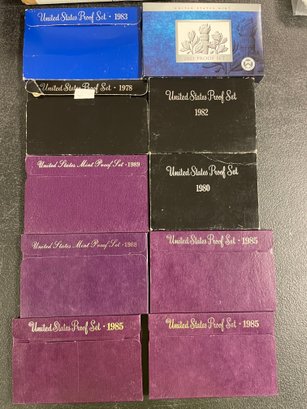 United States Proof Set · 1983
UNITED STATES MINT
PROOF SET
United States Proof Set · 1978
United States Proof Set
1982
United States Mint Proof Set · 1989
United States Proof Set
1980
United States Mint Proof Set · 1988
United States Proof Set · 1985
United States Proof Set · 1985
United States Proof Set · 1985